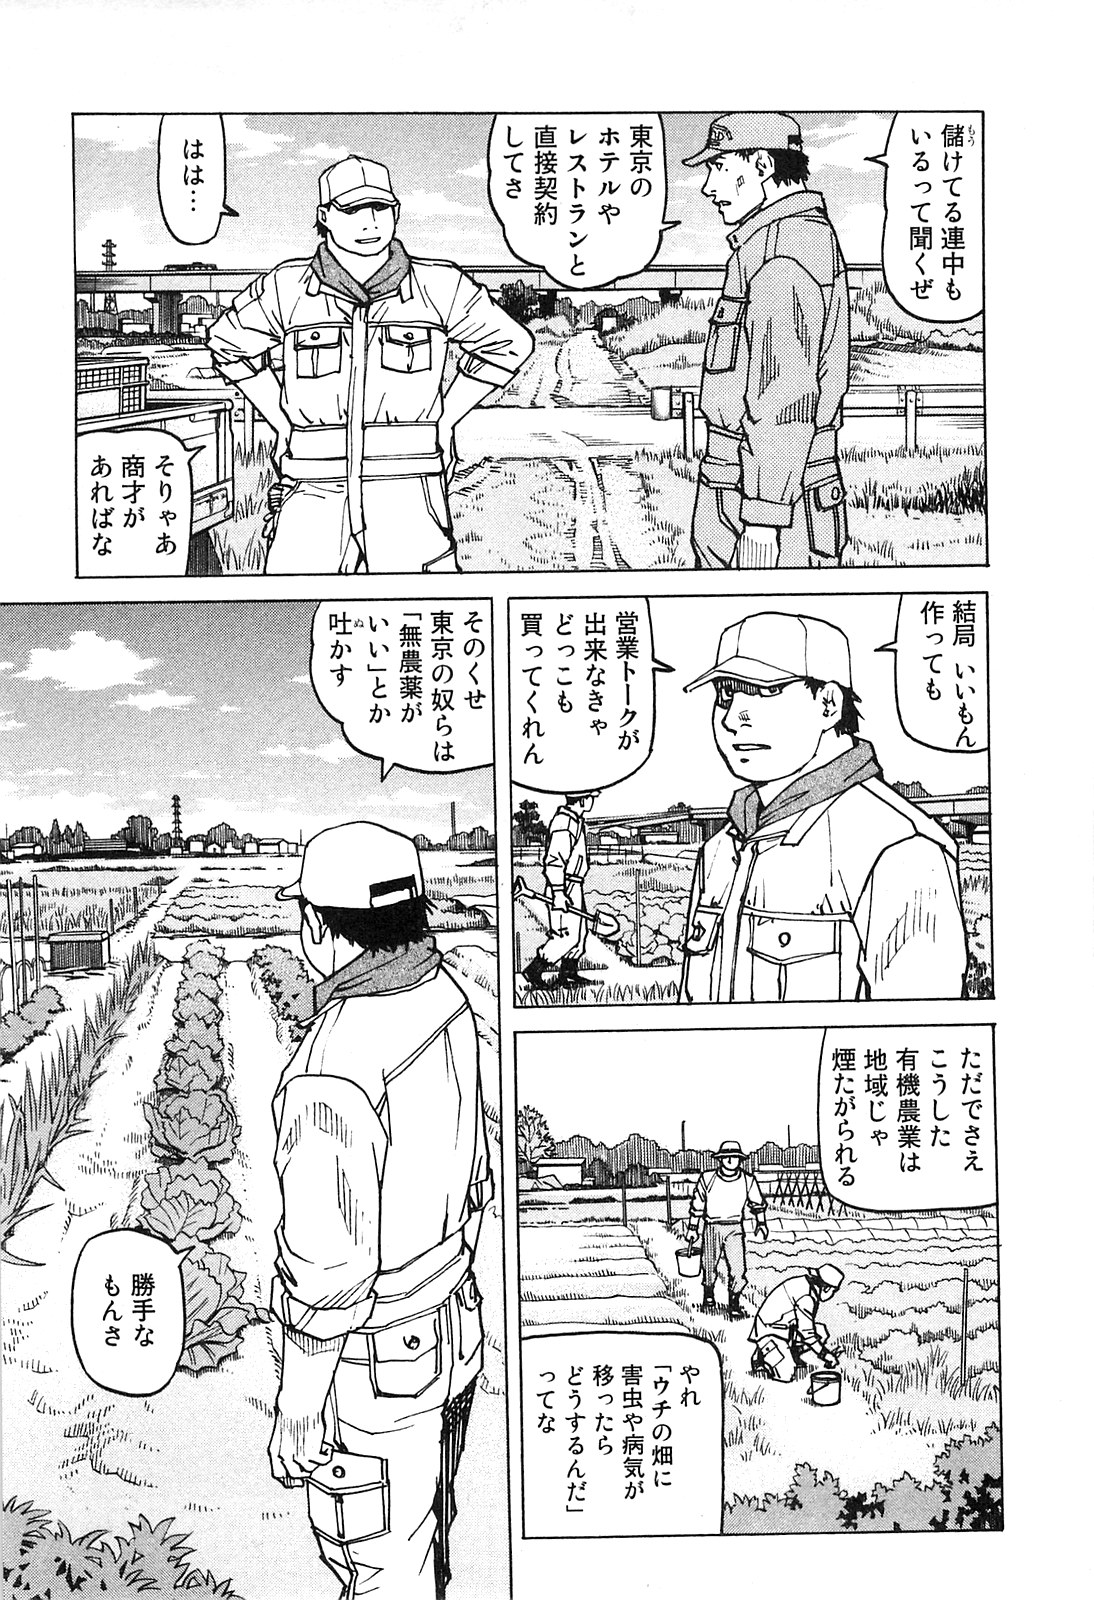 儲けてる連中も
いるって聞くぜ
もう
東京の
ホテルや
レストランと
直接契約
してさ
はは…
そりゃあ
商才が
あればな
結局 いいもん
作っても
営業トークが
出来なきゃ
どっこも
買ってくれん
ただでさえ
こうした
有機農業は
地域じゃ
煙たがられる
やれ
「ウチの畑に
害虫や病気が
移ったら
どうするんだ」
ってな
そのくせ
東京の奴らは
「無農薬が
いい」とか
吐かす
ぬ
勝手な
もんさ